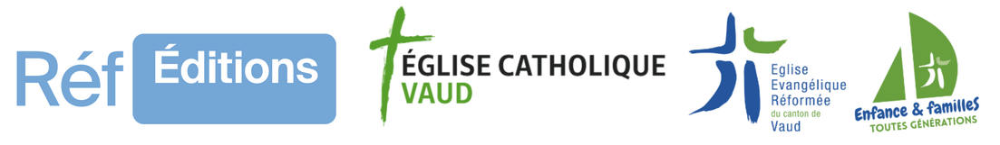 Réf Éditions
ÉGLISE CATHOLIQUE
VAUD
Eglise
Evangélique
Réformée
du canton de
Vaud
Enfance & familles
TOUTES GÉNÉRATIONS